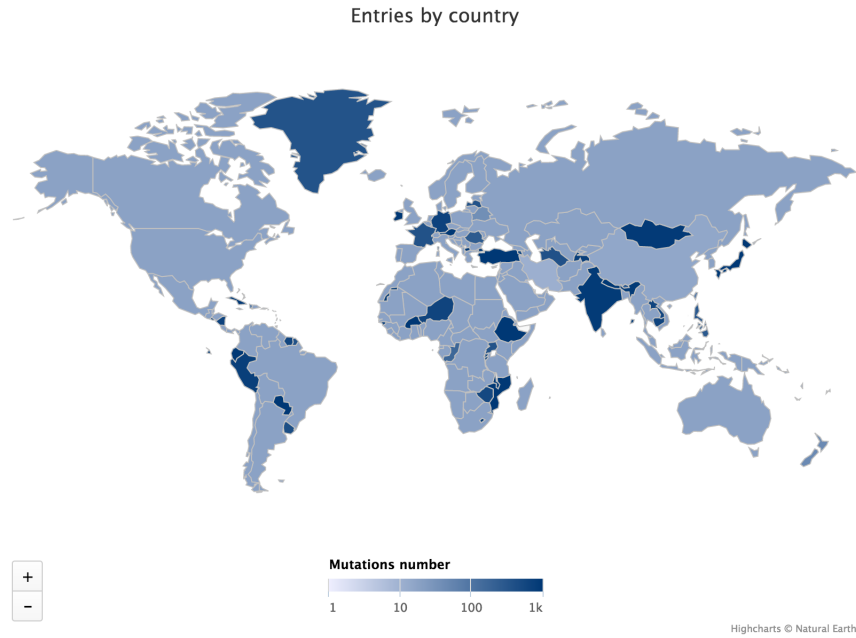 Entries by country
+
−
Mutations number
1 10 100 1k
Highcharts © Natural Earth